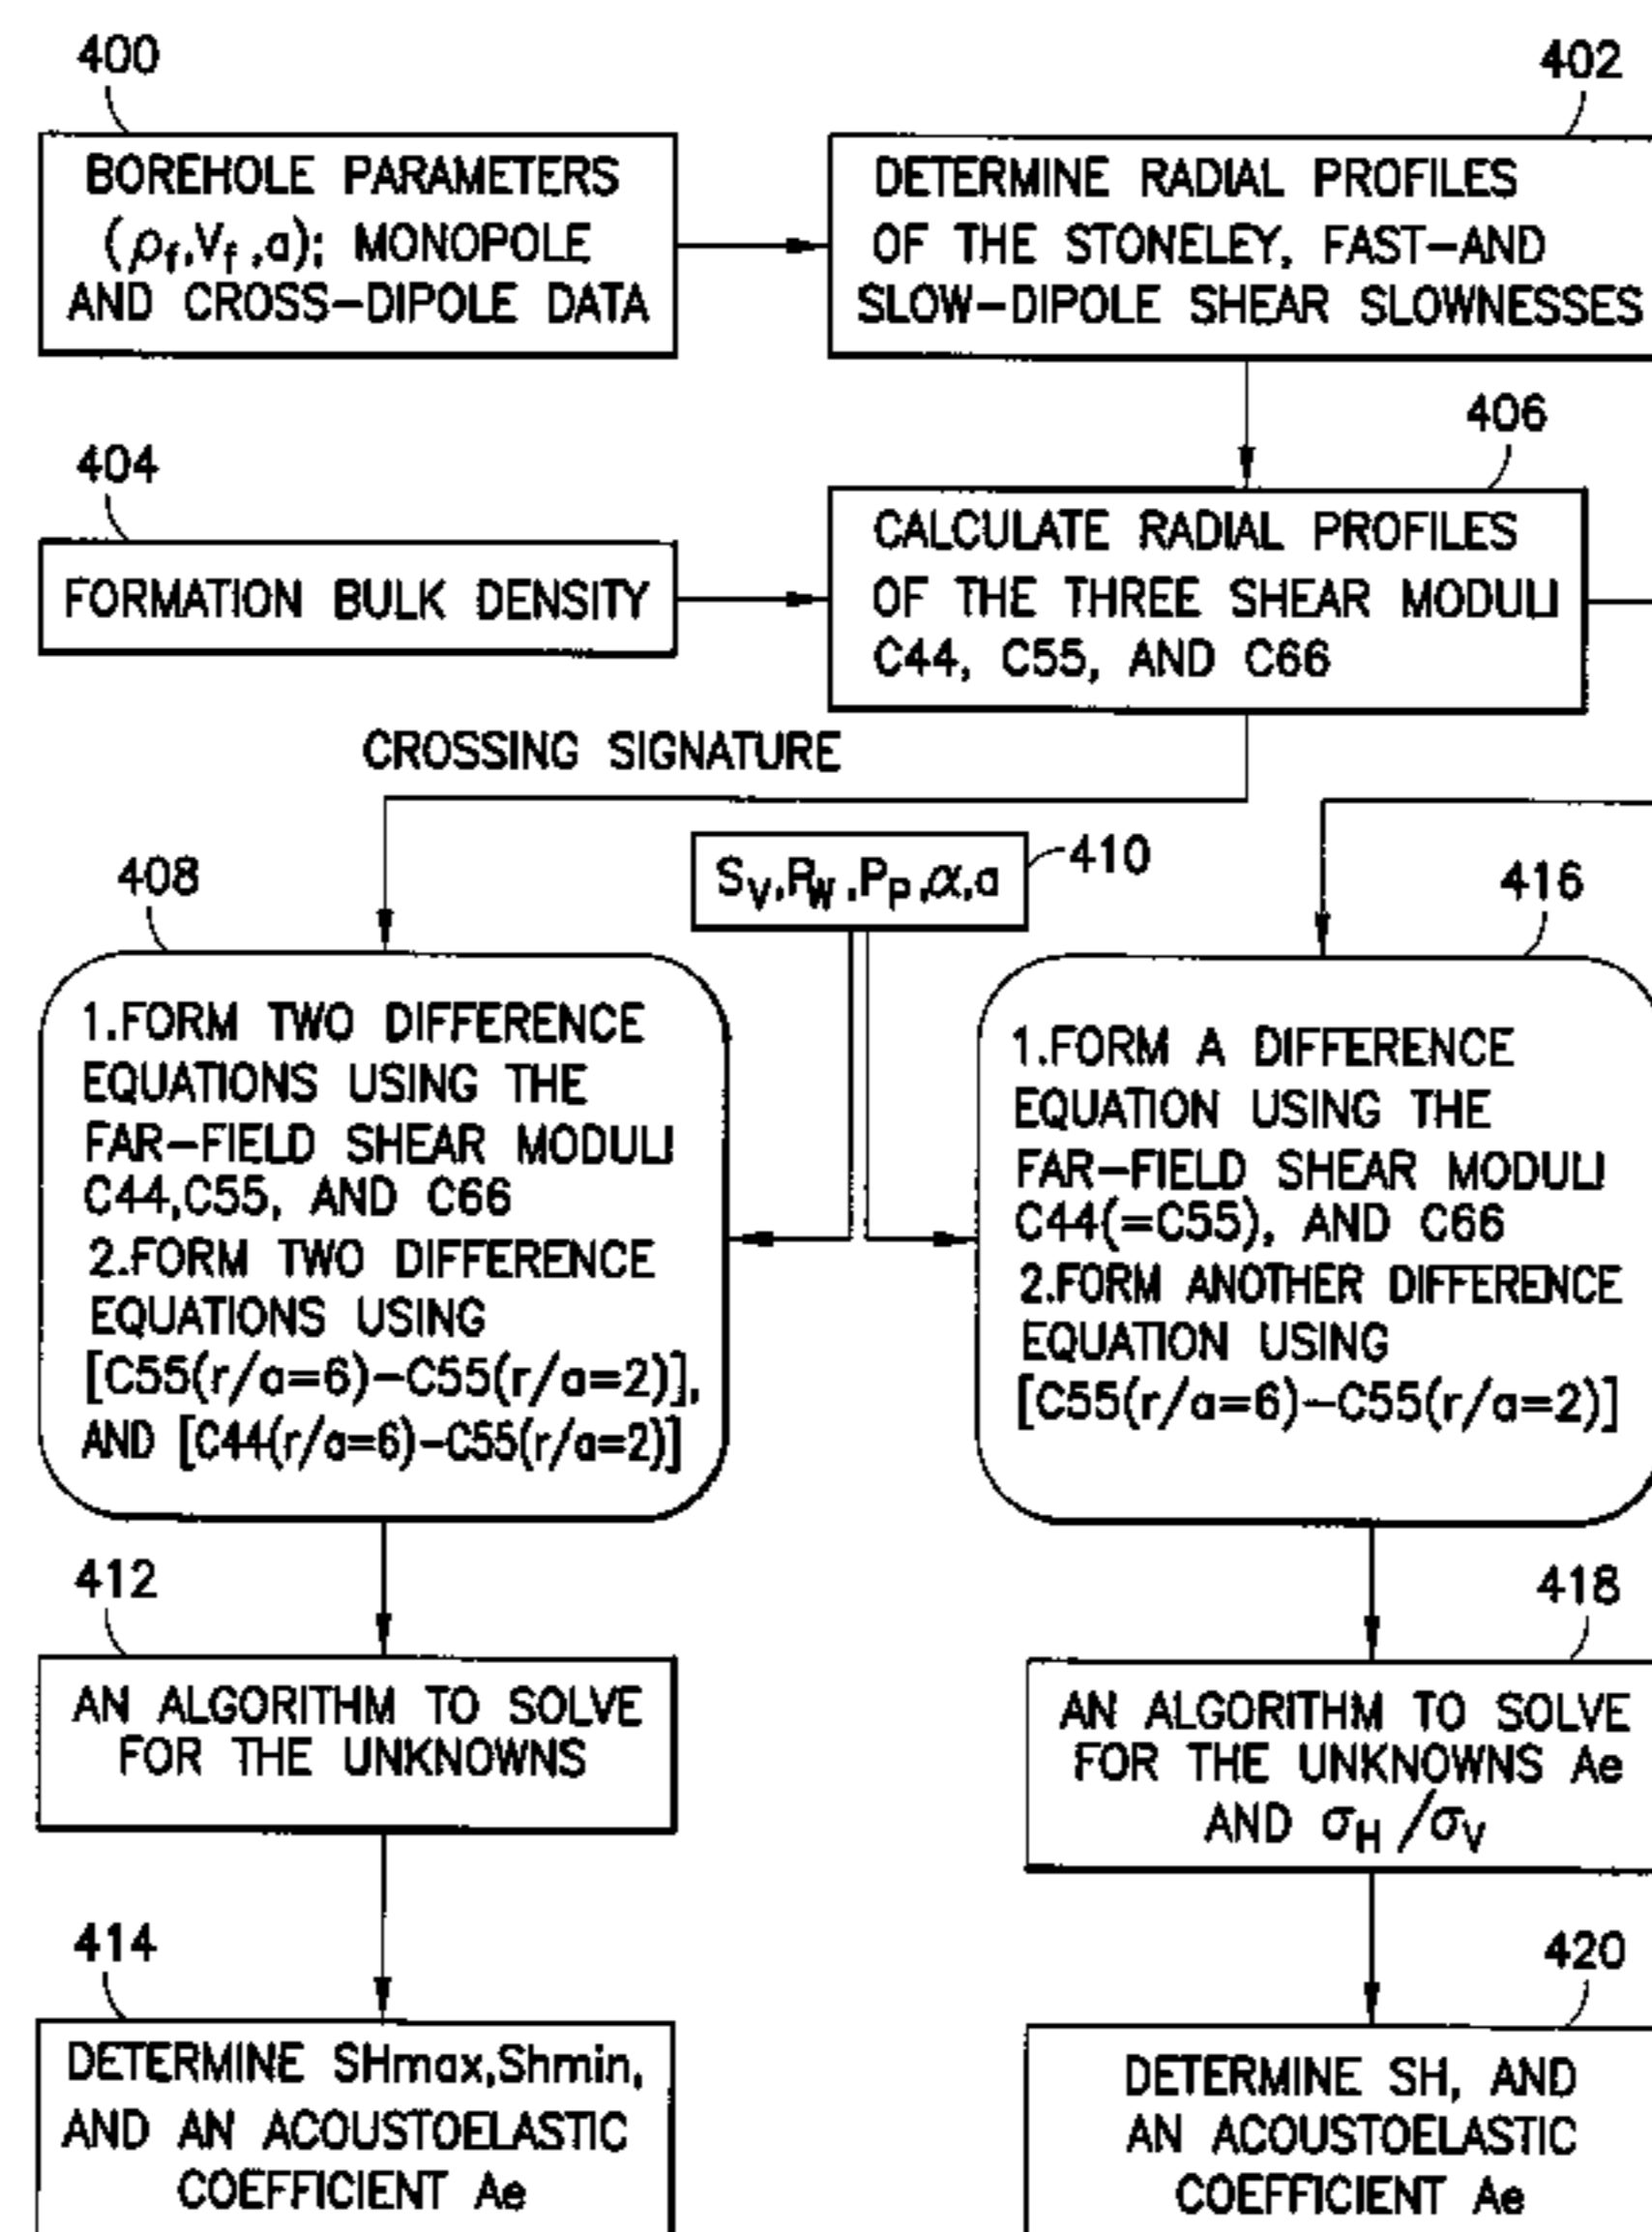 400
BOREHOLE PARAMETERS
(ρf,Vf,a); MONOPOLE
AND CROSS-DIPOLE DATA
402
DETERMINE RADIAL PROFILES
OF THE STONELEY, FAST-AND
SLOW-DIPOLE SHEAR SLOWNESSES
404
FORMATION BULK DENSITY
406
CALCULATE RADIAL PROFILES
OF THE THREE SHEAR MODULI
C44, C55, AND C66
CROSSING SIGNATURE
410
SV,PW,PP,α,a
408
1.FORM TWO DIFFERENCE
EQUATIONS USING THE
FAR-FIELD SHEAR MODULI
C44,C55, AND C66
2.FORM TWO DIFFERENCE
EQUATIONS USING
[C55(r/a=6)-C55(r/a=2)],
AND [C44(r/a=6)-C55(r/a=2)]
416
1.FORM A DIFFERENCE
EQUATION USING THE
FAR-FIELD SHEAR MODULI
C44(=C55), AND C66
2.FORM ANOTHER DIFFERENCE
EQUATION USING
[C55(r/a=6)-C55(r/a=2)]
412
AN ALGORITHM TO SOLVE
FOR THE UNKNOWNS
418
AN ALGORITHM TO SOLVE
FOR THE UNKNOWNS Ae
AND σH/σV
414
DETERMINE SHmax,Shmin,
AND AN ACOUSTOELASTIC
COEFFICIENT Ae
420
DETERMINE SH, AND
AN ACOUSTOELASTIC
COEFFICIENT Ae